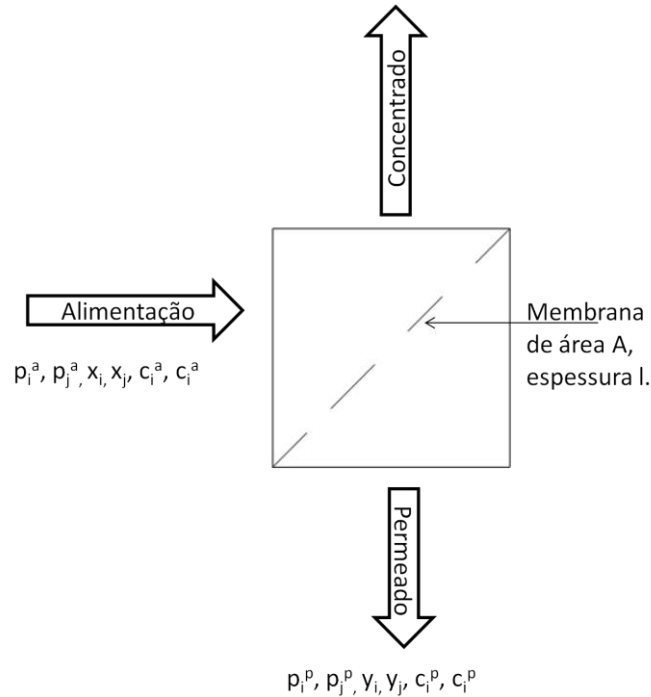 Concentrado
Alimentação
p_i^a, p_j^a, x_i, x_j, c_i^a, c_i^a
Membrana
de área A,
espessura l.
Permeado
p_i^p, p_j^p, y_i, y_j, c_i^p, c_i^p